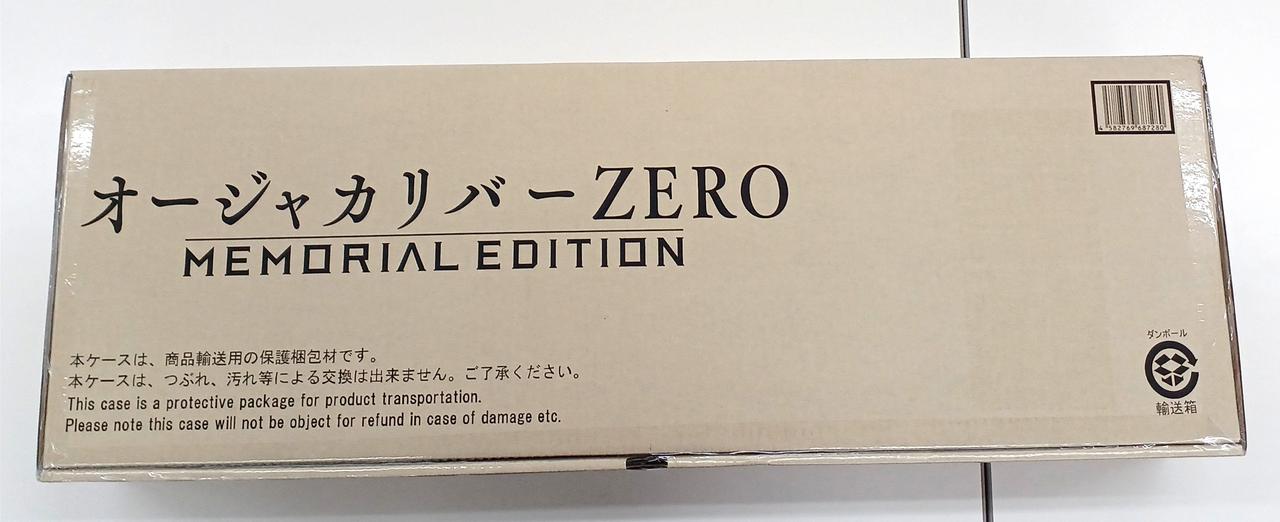 4 582769 687280
オージャカリバーZERO
MEMORIAL EDITION
本ケースは、商品輸送用の保護梱包材です。
本ケースは、つぶれ、汚れ等による交換は出来ません。ご了承ください。
This case is a protective package for product transportation.
Please note this case will not be object for refund in case of damage etc.
ダンボール
輸送箱